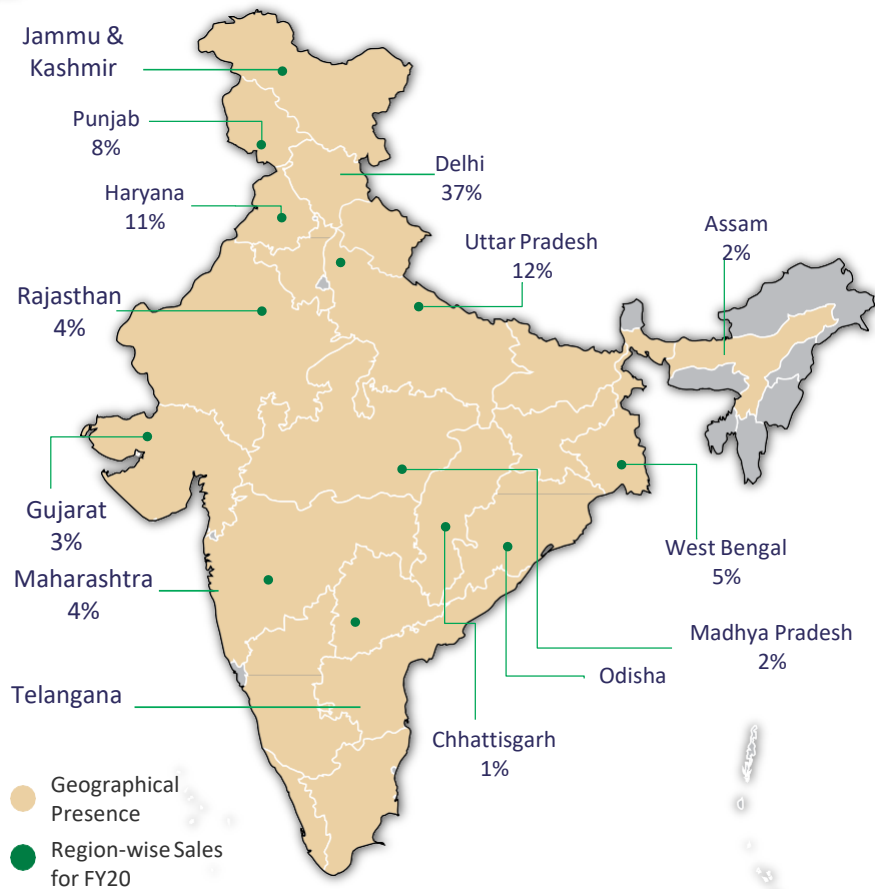 Jammu &
Kashmir
Punjab
8%
Delhi
37%
Haryana
11%
Assam
2%
Uttar Pradesh
12%
Rajasthan
4%
Gujarat
3%
West Bengal
5%
Maharashtra
4%
Madhya Pradesh
2%
Odisha
Telangana
Chhattisgarh
1%
Geographical
Presence
Region-wise Sales
for FY20